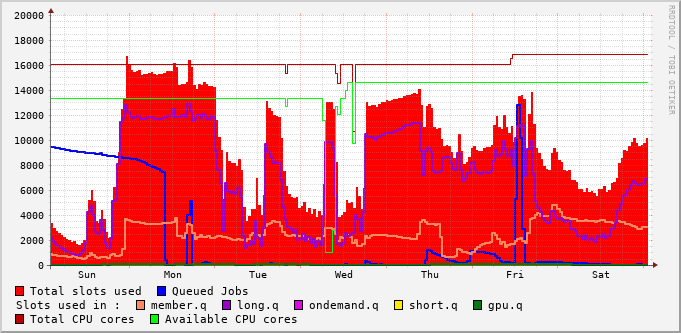 20000
18000
16000
14000
12000
10000
8000
6000
4000
2000
0
Sun Mon Tue Wed Thu Fri Sat
RRDTOOL / TOBI OETIKER
Total slots used Queued Jobs
Slots used in : member.q long.q ondemand.q short.q gpu.q
Total CPU cores Available CPU cores